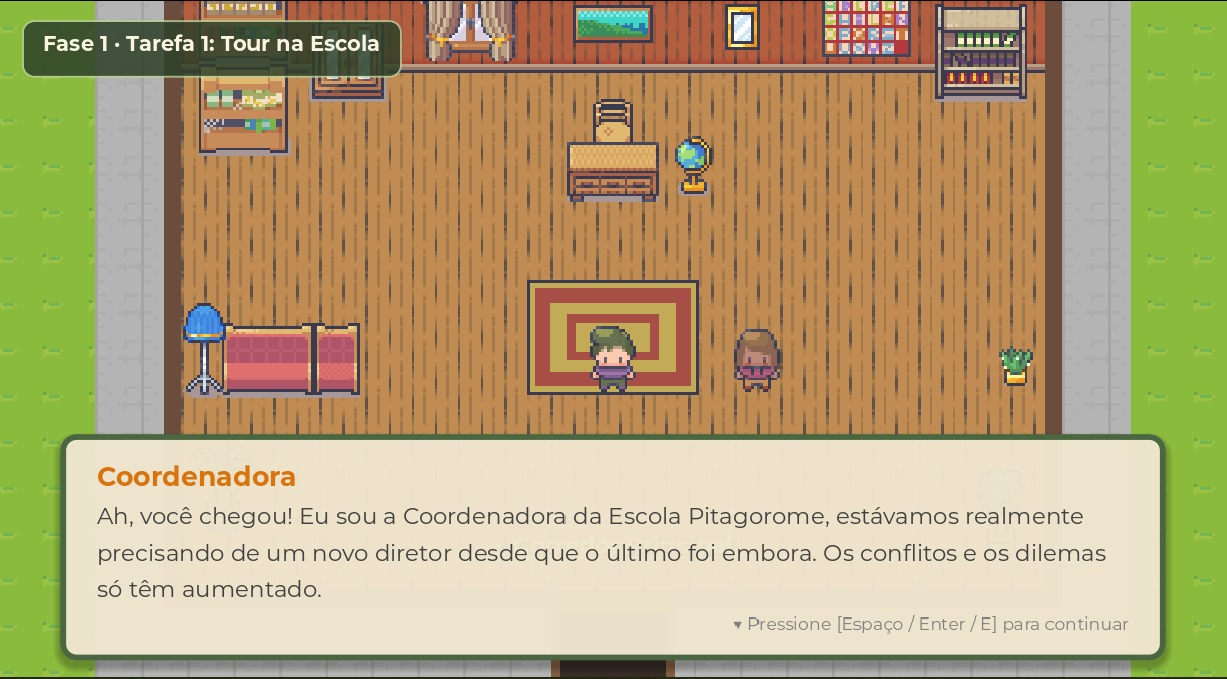 Fase 1 · Tarefa 1: Tour na Escola
Coordenadora
Ah, você chegou! Eu sou a Coordenadora da Escola Pitagorome, estávamos realmente
precisando de um novo diretor desde que o último foi embora. Os conflitos e os dilemas
só têm aumentado.
▾ Pressione [Espaço / Enter / E] para continuar